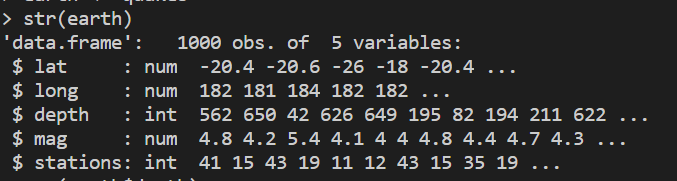 > str(earth)
'data.frame':   1000 obs. of  5 variables:
 $ lat     : num  -20.4 -20.6 -26 -18 -20.4 ...
 $ long    : num  182 181 184 182 182 ...
 $ depth   : int  562 650 42 626 649 195 82 194 211 622 ...
 $ mag     : num  4.8 4.2 5.4 4.1 4 4 4.8 4.4 4.7 4.3 ...
 $ stations: int  41 15 43 19 11 12 43 15 35 19 ...